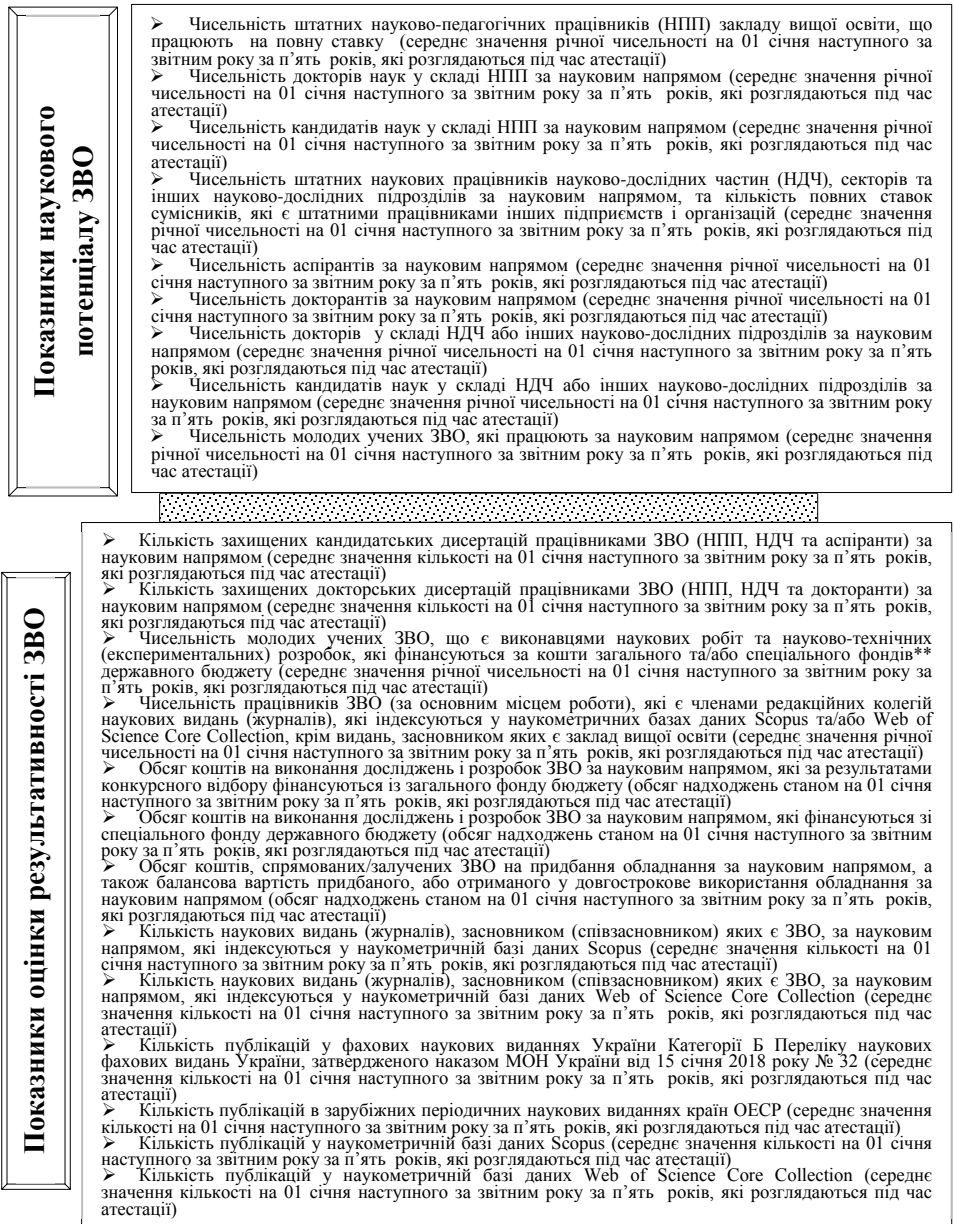 Показники наукового
потенціалу ЗВО
➢ Чисельність штатних науково-педагогічних працівників (НПП) закладу вищої освіти, що
працюють на повну ставку (середнє значення річної чисельності на 01 січня наступного за
звітним року за п’ять років, які розглядаються під час атестації)
➢ Чисельність докторів наук у складі НПП за науковим напрямом (середнє значення річної
чисельності на 01 січня наступного за звітним року за п’ять років, які розглядаються під час
атестації)
➢ Чисельність кандидатів наук у складі НПП за науковим напрямом (середнє значення річної
чисельності на 01 січня наступного за звітним року за п’ять років, які розглядаються під час
атестації)
➢ Чисельність штатних наукових працівників науково-дослідних частин (НДЧ), секторів та
інших науково-дослідних підрозділів за науковим напрямом, та кількість повних ставок
сумісників, які є штатними працівниками інших підприємств і організацій (середнє значення
річної чисельності на 01 січня наступного за звітним року за п’ять років, які розглядаються під
час атестації)
➢ Чисельність аспірантів за науковим напрямом (середнє значення річної чисельності на 01
січня наступного за звітним року за п’ять років, які розглядаються під час атестації)
➢ Чисельність докторантів за науковим напрямом (середнє значення річної чисельності на 01
січня наступного за звітним року за п’ять років, які розглядаються під час атестації)
➢ Чисельність докторів у складі НДЧ або інших науково-дослідних підрозділів за науковим
напрямом (середнє значення річної чисельності на 01 січня наступного за звітним року за п’ять
років, які розглядаються під час атестації)
➢ Чисельність кандидатів наук у складі НДЧ або інших науково-дослідних підрозділів за
науковим напрямом (середнє значення річної чисельності на 01 січня наступного за звітним року
за п’ять років, які розглядаються під час атестації)
➢ Чисельність молодих учених ЗВО, які працюють за науковим напрямом (середнє значення
річної чисельності на 01 січня наступного за звітним року за п’ять років, які розглядаються під
час атестації)
Показники оцінки результативності ЗВО
➢ Кількість захищених кандидатських дисертацій працівниками ЗВО (НПП, НДЧ та аспіранти) за
науковим напрямом (середнє значення кількості на 01 січня наступного за звітним року за п’ять років,
які розглядаються під час атестації)
➢ Кількість захищених докторських дисертацій працівниками ЗВО (НПП, НДЧ та докторанти) за
науковим напрямом (середнє значення кількості на 01 січня наступного за звітним року за п’ять років,
які розглядаються під час атестації)
➢ Чисельність молодих учених ЗВО, що є виконавцями наукових робіт та науково-технічних
(експериментальних) розробок, які фінансуються за кошти загального та/або спеціального фондів**
державного бюджету (середнє значення річної чисельності на 01 січня наступного за звітним року за
п’ять років, які розглядаються під час атестації)
➢ Чисельність працівників ЗВО (за основним місцем роботи), які є членами редакційних колегій
наукових видань (журналів), які індексуються у наукометричних базах даних Scopus та/або Web of
Science Core Collection, крім видань, засновником яких є заклад вищої освіти (середнє значення річної
чисельності на 01 січня наступного за звітним року за п’ять років, які розглядаються під час атестації)
➢ Обсяг коштів на виконання досліджень і розробок ЗВО за науковим напрямом, які за результатами
конкурсного відбору фінансуються із загального фонду бюджету (обсяг надходжень станом на 01 січня
наступного за звітним року за п’ять років, які розглядаються під час атестації)
➢ Обсяг коштів на виконання досліджень і розробок ЗВО за науковим напрямом, які фінансуються зі
спеціального фонду державного бюджету (обсяг надходжень станом на 01 січня наступного за звітним
року за п’ять років, які розглядаються під час атестації)
➢ Обсяг коштів, спрямованих/залучених ЗВО на придбання обладнання за науковим напрямом, а
також балансова вартість придбаного, або отриманого у довгострокове використання обладнання за
науковим напрямом (обсяг надходжень станом на 01 січня наступного за звітним року за п’ять років,
які розглядаються під час атестації)
➢ Кількість наукових видань (журналів), засновником (співзасновником) яких є ЗВО, за науковим
напрямом, які індексуються у наукометричній базі даних Scopus (середнє значення кількості на 01
січня наступного за звітним року за п’ять років, які розглядаються під час атестації)
➢ Кількість наукових видань (журналів), засновником (співзасновником) яких є ЗВО, за науковим
напрямом, які індексуються у наукометричній базі даних Web of Science Core Collection (середнє
значення кількості на 01 січня наступного за звітним року за п’ять років, які розглядаються під час
атестації)
➢ Кількість публікацій у фахових наукових виданнях України Категорії Б Переліку наукових
фахових видань України, затвердженого наказом МОН України від 15 січня 2018 року № 32 (середнє
значення кількості на 01 січня наступного за звітним року за п’ять років, які розглядаються під час
атестації)
➢ Кількість публікацій в зарубіжних періодичних наукових виданнях країн ОЕСР (середнє значення
кількості на 01 січня наступного за звітним року за п’ять років, які розглядаються під час атестації)
➢ Кількість публікацій у наукометричній базі даних Scopus (середнє значення кількості на 01 січня
наступного за звітним року за п’ять років, які розглядаються під час атестації)
➢ Кількість публікацій у наукометричній базі даних Web of Science Core Collection (середнє
значення кількості на 01 січня наступного за звітним року за п’ять років, які розглядаються під час
атестації)